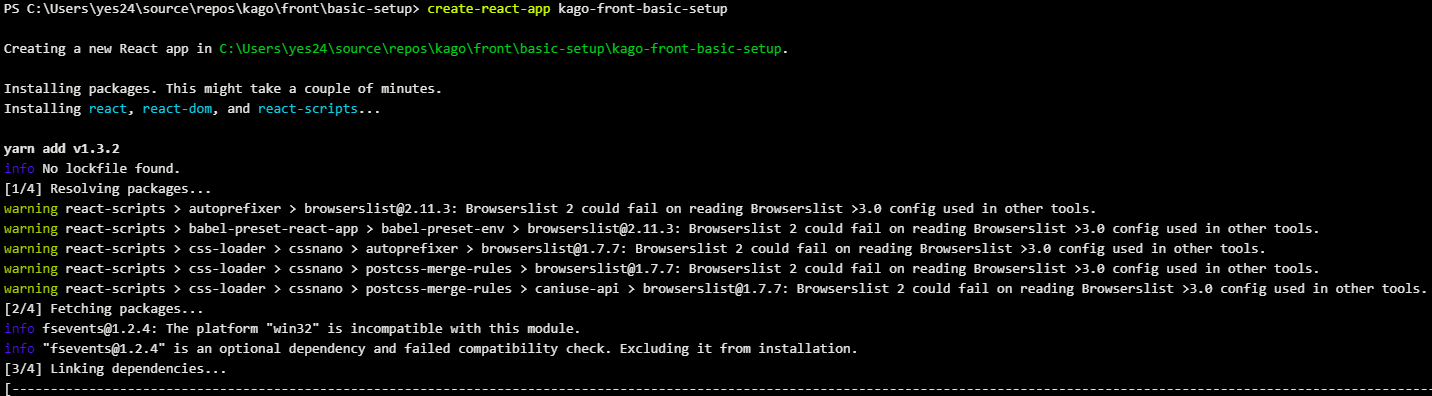 PS C:\Users\yes24\source\repos\kago\front\basic-setup> create-react-app kago-front-basic-setup
Creating a new React app in C:\Users\yes24\source\repos\kago\front\basic-setup\kago-front-basic-setup.
Installing packages. This might take a couple of minutes.
Installing react, react-dom, and react-scripts...
yarn add v1.3.2
info No lockfile found.
[1/4] Resolving packages...
warning react-scripts > autoprefixer > browserslist@2.11.3: Browserslist 2 could fail on reading Browserslist >3.0 config used in other tools.
warning react-scripts > babel-preset-react-app > babel-preset-env > browserslist@2.11.3: Browserslist 2 could fail on reading Browserslist >3.0 config used in other tools.
warning react-scripts > css-loader > cssnano > autoprefixer > browserslist@1.7.7: Browserslist 2 could fail on reading Browserslist >3.0 config used in other tools.
warning react-scripts > css-loader > cssnano > postcss-merge-rules > browserslist@1.7.7: Browserslist 2 could fail on reading Browserslist >3.0 config used in other tools.
warning react-scripts > css-loader > cssnano > postcss-merge-rules > caniuse-api > browserslist@1.7.7: Browserslist 2 could fail on reading Browserslist >3.0 config used in other tools.
[2/4] Fetching packages...
info fsevents@1.2.4: The platform "win32" is incompatible with this module.
info "fsevents@1.2.4" is an optional dependency and failed compatibility check. Excluding it from installation.
[3/4] Linking dependencies...
[-----------------------------------------------------------------------------------------------------------------------------------------------------------------------------------------